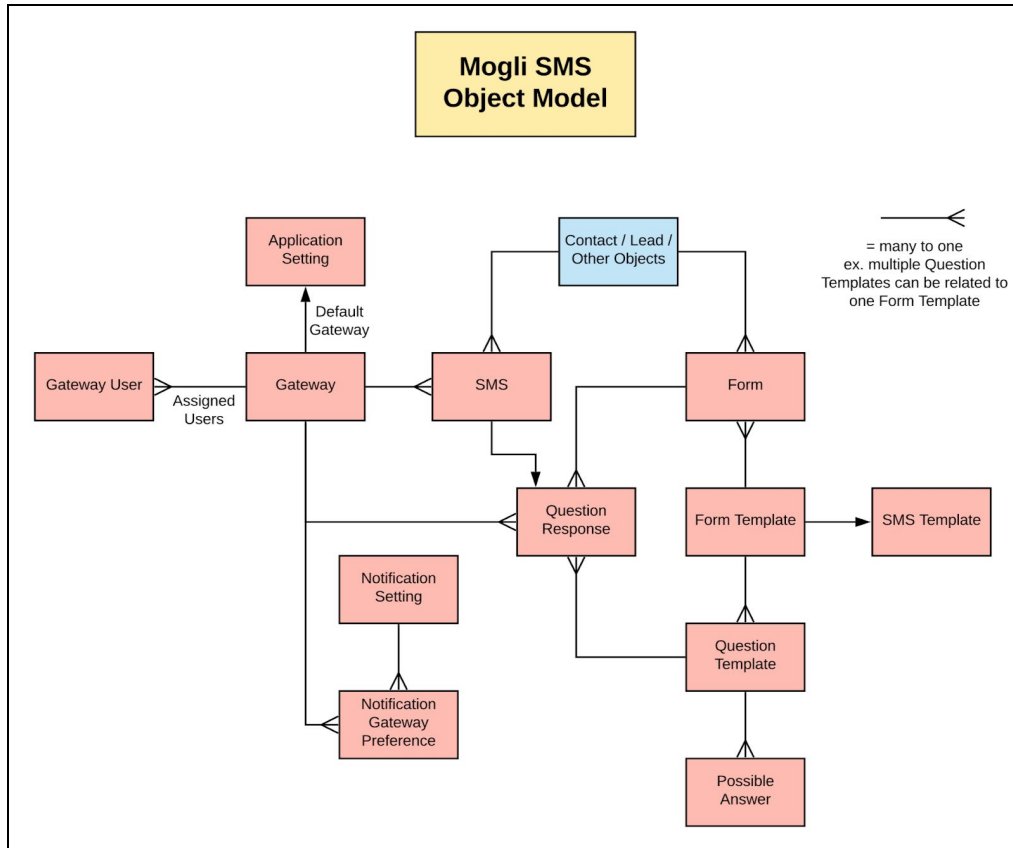 Mogli SMS
Object Model
Application
Setting
Contact / Lead /
Other Objects
= many to one
ex. multiple Question
Templates can be related to
one Form Template
Default
Gateway
Gateway User
Assigned
Users
Gateway
SMS
Form
Question
Response
Form Template
SMS Template
Notification
Setting
Question
Template
Notification
Gateway
Preference
Possible
Answer